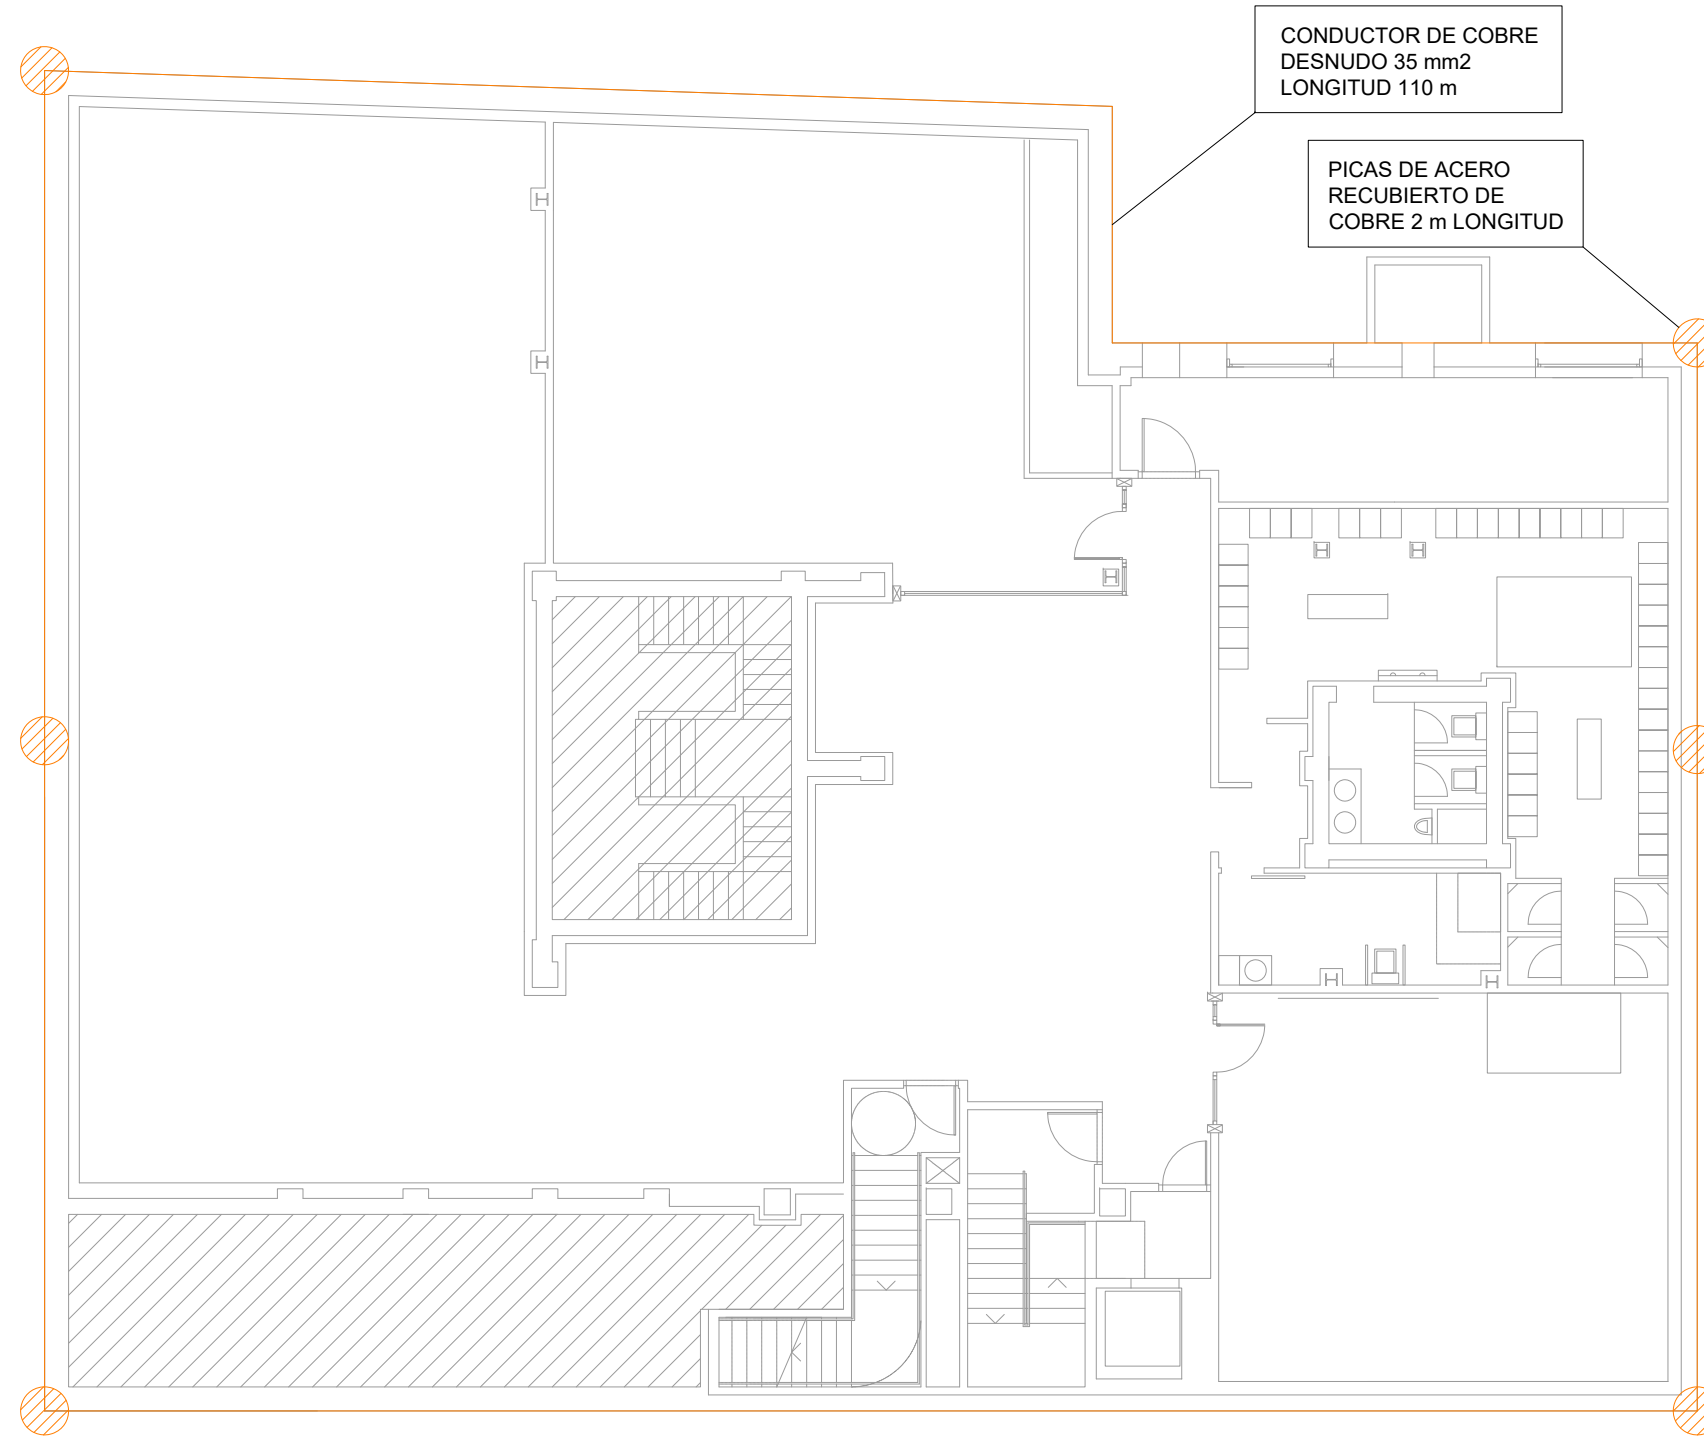 CONDUCTOR DE COBRE
DESNUDO 35 mm2
LONGITUD 110 m
PICAS DE ACERO
RECUBIERTO DE
COBRE 2 m LONGITUD